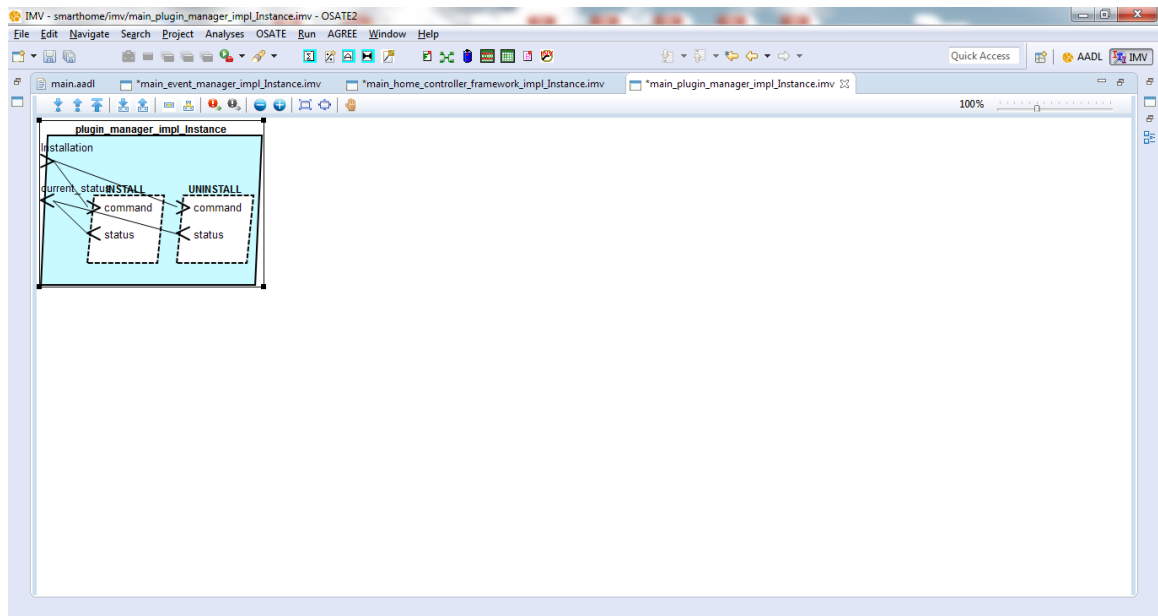 IMV - smarthome/imv/main_plugin_manager_impl_Instance.imv - OSATE2
File Edit Navigate Search Project Analyses OSATE Run AGREE Window Help
Quick Access AADL IMV
main.aadl *main_event_manager_impl_Instance.imv *main_home_controller_framework_impl_Instance.imv *main_plugin_manager_impl_Instance.imv
100%
plugin_manager_impl_Instance
Installation
current_status INSTALL UNINSTALL
command command
status status